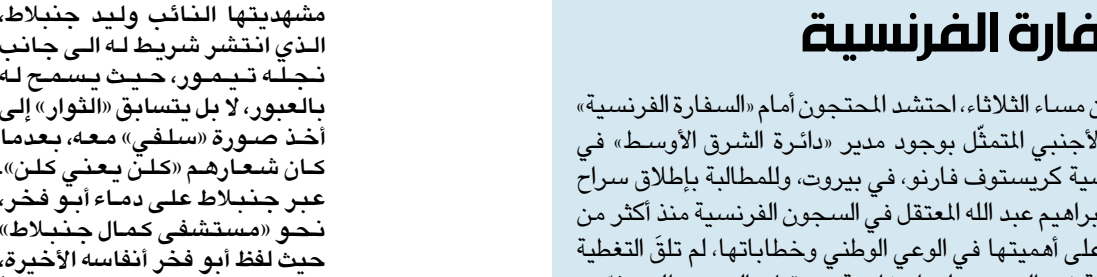 فارة الفرنسية
مساء الثلاثاء، احتشد المحتجون أمام «السفارة الفرنسية»
الأجنبي المتمثّل بوجود مدير «دائرة الشرق الأوسط» في
سية كريستوف فارنو، في بيروت، وللمطالبة بإطلاق سراح
براهيم عبد الله المعتقل في السجون الفرنسية منذ أكثر من
على أهميتها في الوعي الوطني وخطاباتها، لم تلقَ التغطية
مشهديتها النائب وليد جنبلاط،
الذي انتشر شريط له الى جانب
نجله تيمور، حيث يسمح له
بالعبور، لا بل يتسابق «الثوار» إلى
أخذ صورة «سلفي» معه، بعدما
كان شعارهم «كلن يعني كلن».
عبر جنبلاط على دماء أبو فخر،
نحو «مستشفى كمال جنبلاط»
حيث لفظ أبو فخر أنفاسه الأخيرة،